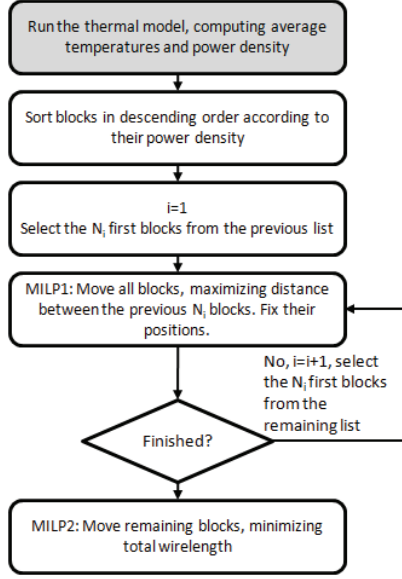 Run the thermal model, computing average
temperatures and power density
Sort blocks in descending order according to
their power density
i=1
Select the Nᵢ first blocks from the previous list
MILP1: Move all blocks, maximizing distance
between the previous Nᵢ blocks. Fix their
positions.
No, i=i+1, select
the Nᵢ first blocks
from the
remaining list
Finished?
MILP2: Move remaining blocks, minimizing
total wirelength